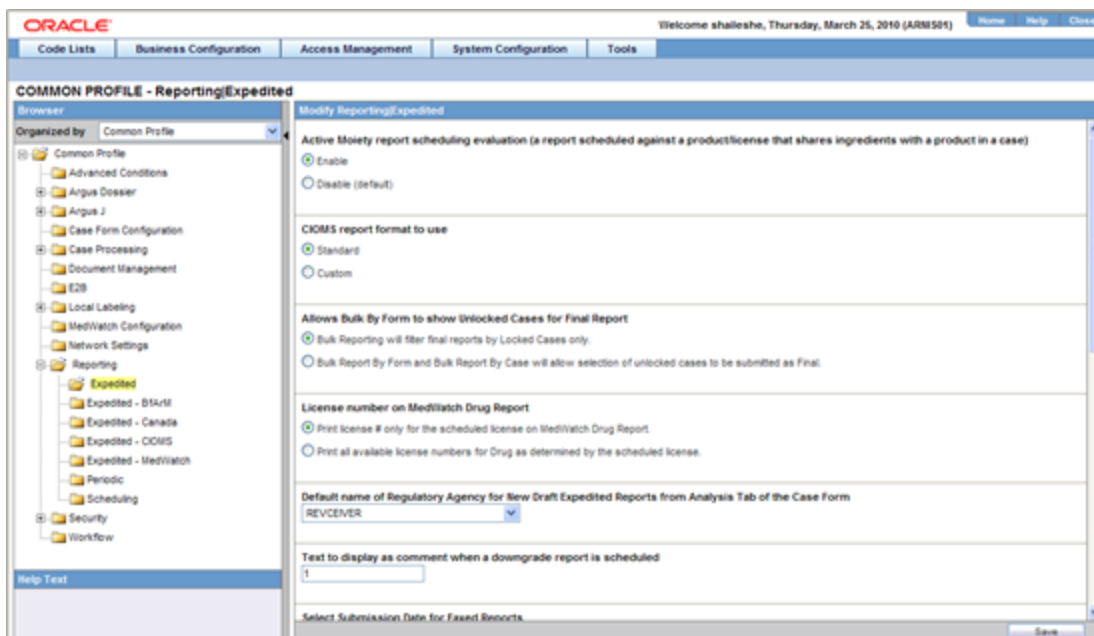 ORACLE
Welcome shaileshe, Thursday, March 25, 2010 (ARMIS01)
Home Help Close
Code Lists Business Configuration Access Management System Configuration Tools
COMMON PROFILE - Reporting|Expedited
Browser
Organized by Common Profile
Common Profile
Advanced Conditions
Argus Dossier
Argus J
Case Form Configuration
Case Processing
Document Management
E2B
Local Labeling
MedWatch Configuration
Network Settings
Reporting
Expedited
Expedited - BfArM
Expedited - Canada
Expedited - CIOMS
Expedited - MedWatch
Periodic
Scheduling
Security
Workflow
Help Text
Modify Reporting|Expedited
Active Moiety report scheduling evaluation (a report scheduled against a product/license that shares ingredients with a product in a case)
Enable
Disable (default)
CIOMS report format to use
Standard
Custom
Allows Bulk By Form to show Unlocked Cases for Final Report
Bulk Reporting will filter final reports by Locked Cases only.
Bulk Report By Form and Bulk Report By Case will allow selection of unlocked cases to be submitted as Final.
License number on MedWatch Drug Report
Print license # only for the scheduled license on MedWatch Drug Report.
Print all available license numbers for Drug as determined by the scheduled license.
Default name of Regulatory Agency for New Draft Expedited Reports from Analysis Tab of the Case Form
REVCEIVER
Text to display as comment when a downgrade report is scheduled
1
Select Submission Date for Faxed Reports
Save